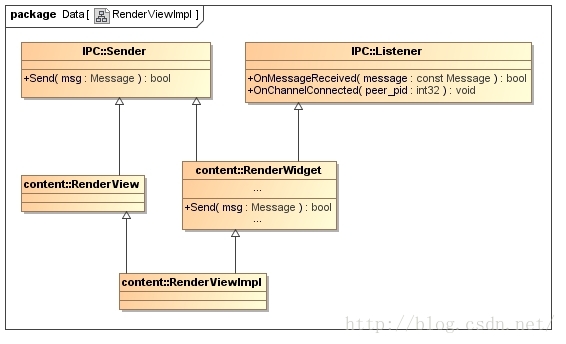 package Data[ RenderViewImpl ]
IPC::Sender
+Send( msg : Message ) : bool
IPC::Listener
+OnMessageReceived( message : const Message ) : bool
+OnChannelConnected( peer_pid : int32 ) : void
content::RenderView
content::RenderWidget
...
+Send( msg : Message ) : bool
...
content::RenderViewImpl
http://blog.csdn.net/